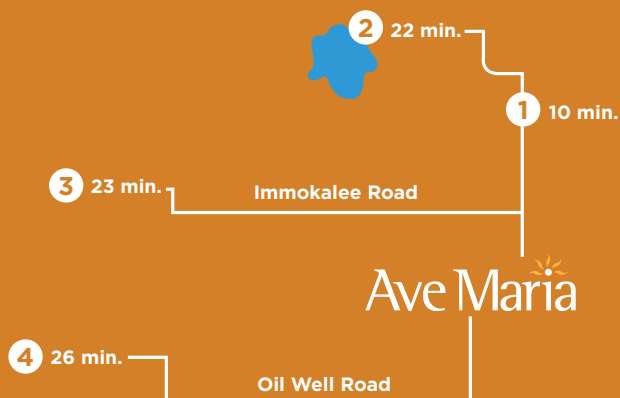 2 22 min.
1 10 min.
3 23 min.
Immokalee Road
Ave Maria
4 26 min.
Oil Well Road